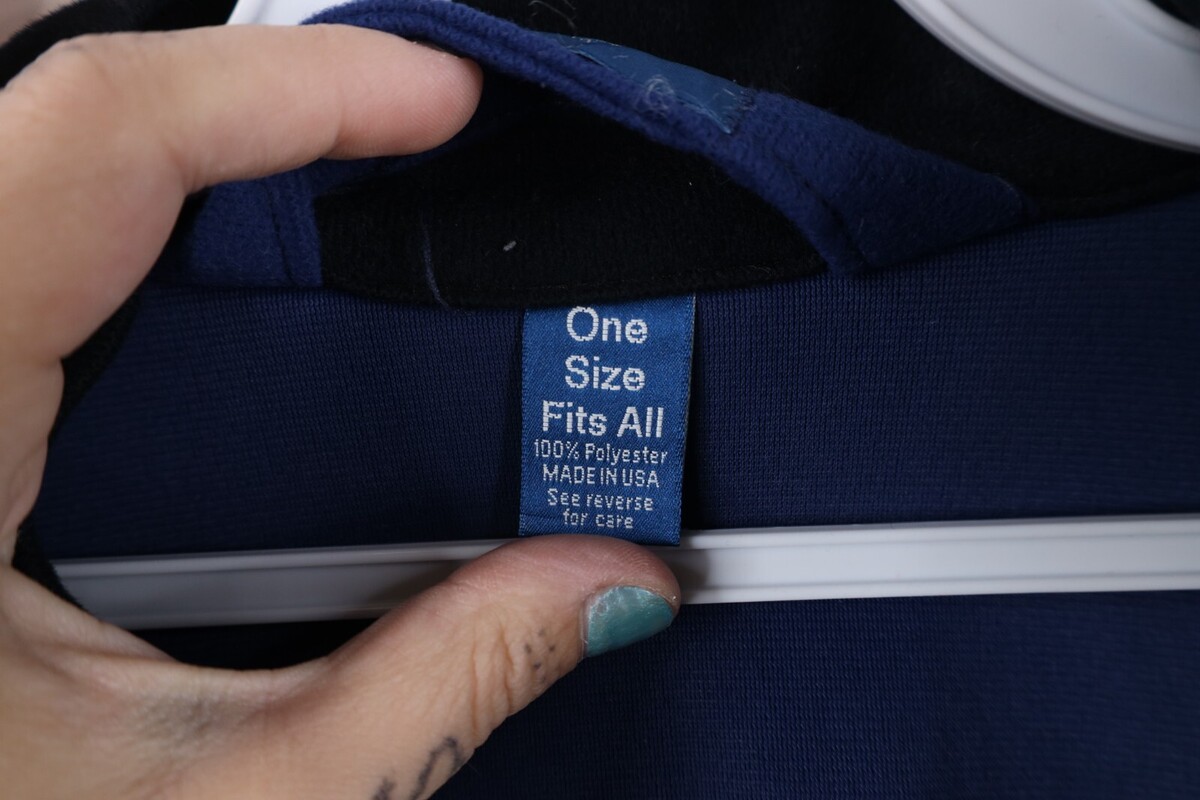 One
Size
Fits All
100% Polyester
MADE IN USA
See reverse
for care